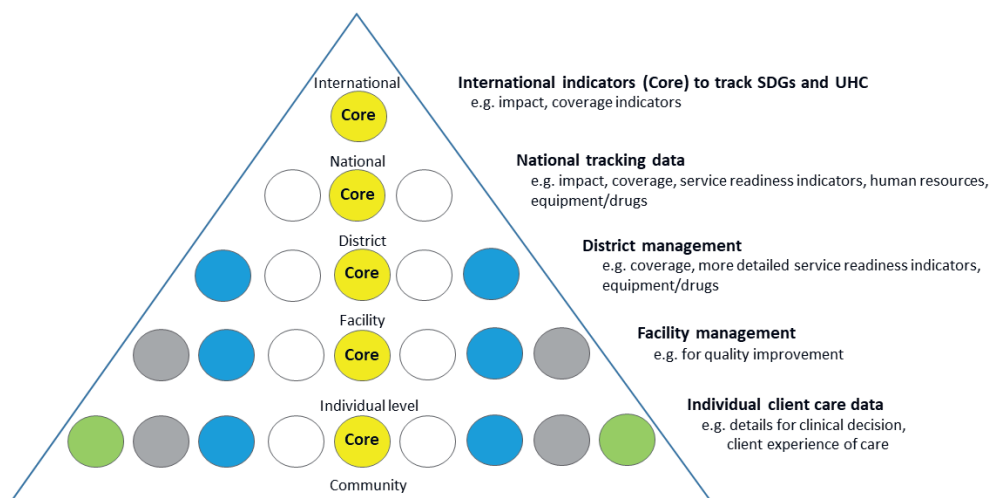 International
Core
International indicators (Core) to track SDGs and UHC
e.g. impact, coverage indicators
National
Core
National tracking data
e.g. impact, coverage, service readiness indicators, human resources,
equipment/drugs
District
Core
District management
e.g. coverage, more detailed service readiness indicators,
equipment/drugs
Facility
Core
Facility management
e.g. for quality improvement
Individual level
Core
Individual client care data
e.g. details for clinical decision,
client experience of care
Community